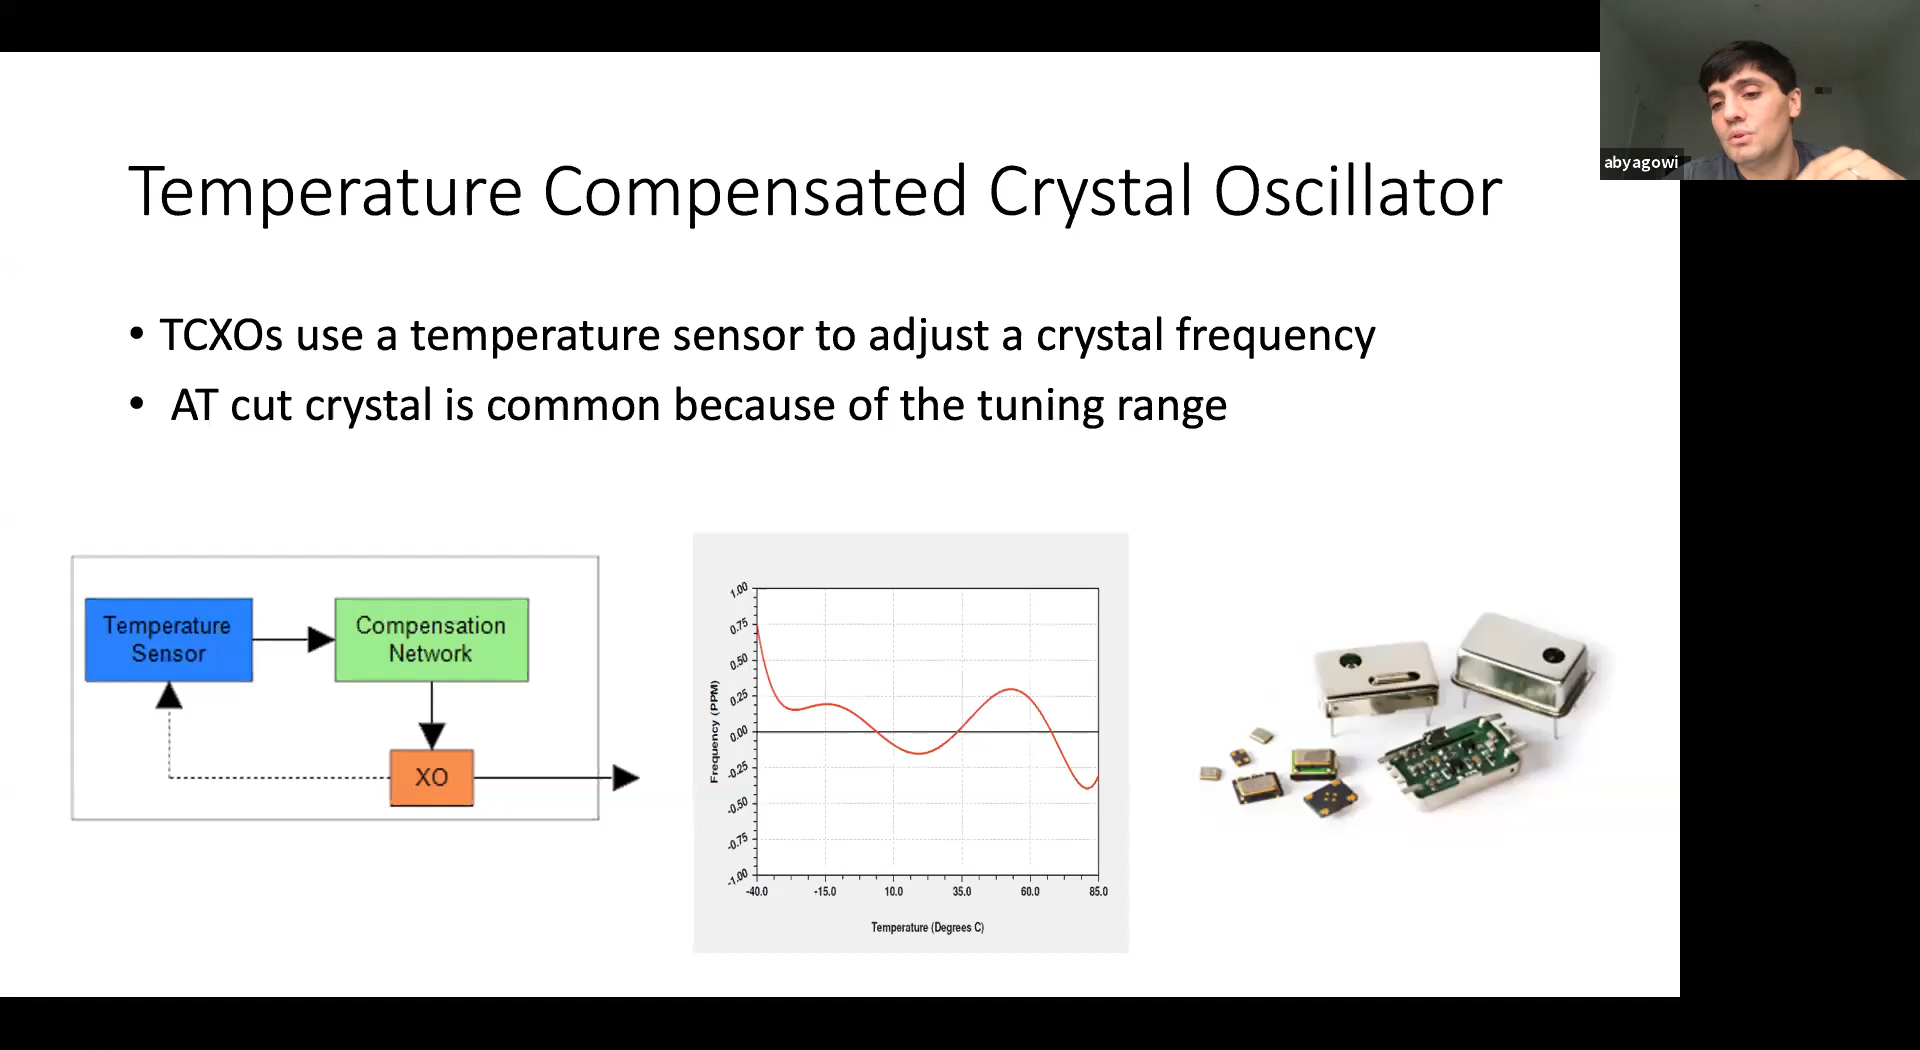 abyagowi
Temperature Compensated Crystal Oscillator
• TCXOs use a temperature sensor to adjust a crystal frequency
• AT cut crystal is common because of the tuning range
Temperature
Sensor
Compensation
Network
XO
Frequency (PPM)
1.00
0.75
0.50
0.25
0.00
-0.25
-0.50
-0.75
-1.00
-40.0 -15.0 10.0 35.0 60.0 85.0
Temperature (Degrees C)